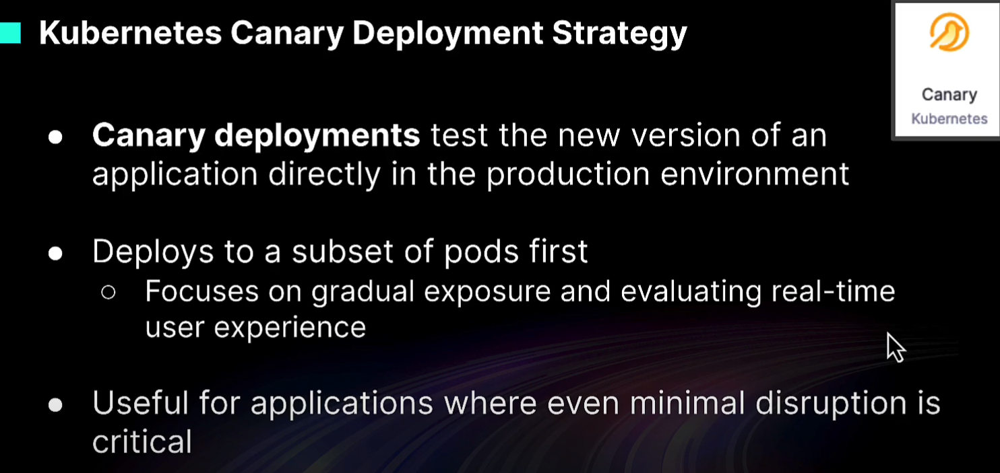 Kubernetes Canary Deployment Strategy
Canary
Kubernetes
● Canary deployments test the new version of an
application directly in the production environment
● Deploys to a subset of pods first
○ Focuses on gradual exposure and evaluating real-time
user experience
● Useful for applications where even minimal disruption is
critical